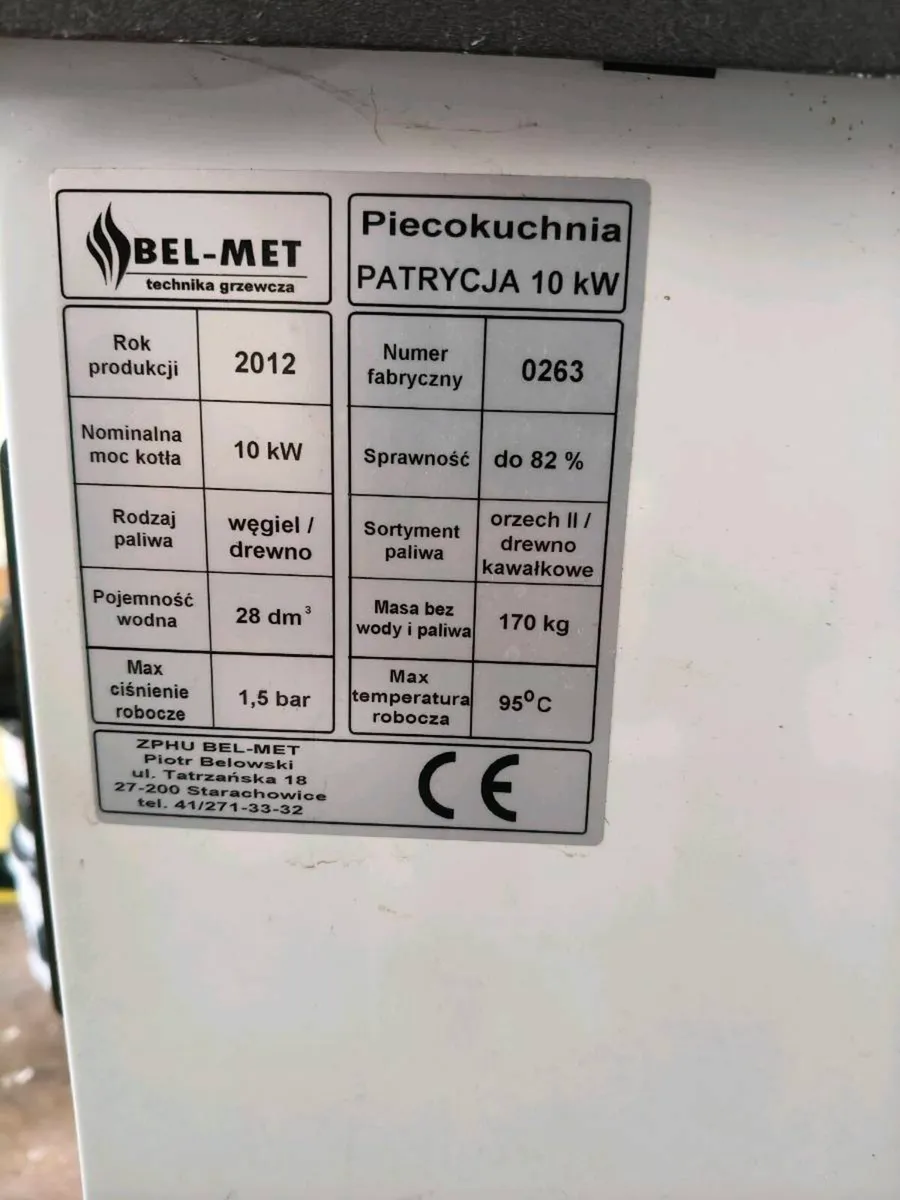 BEL-MET
technika grzewcza
Piecokuchnia
PATRYCJA 10 kW
Rok
produkcji
2012
Numer
fabryczny
0263
Nominalna
moc kotła
10 kW
Sprawność
do 82 %
Rodzaj
paliwa
węgiel /
drewno
Sortyment
paliwa
orzech II /
drewno
kawałkowe
Pojemność
wodna
28 dm³
Masa bez
wody i paliwa
170 kg
Max
ciśnienie
robocze
1,5 bar
Max
temperatura
robocza
95°C
ZPHU BEL-MET
Piotr Belowski
ul. Tatrzańska 18
27-200 Starachowice
tel. 41/271-33-32
CE